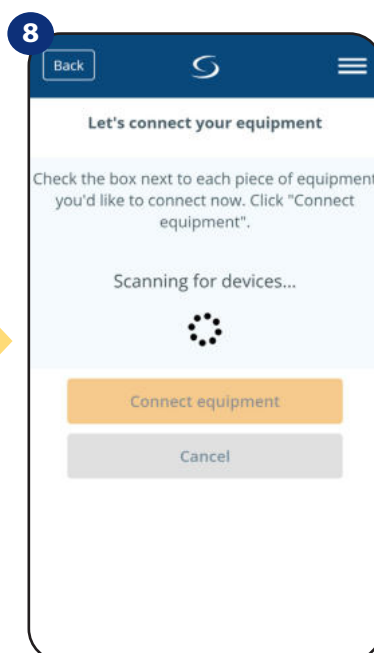 8
Back
Let's connect your equipment
Check the box next to each piece of equipment
you'd like to connect now. Click "Connect
equipment".
Scanning for devices...
Connect equipment
Cancel